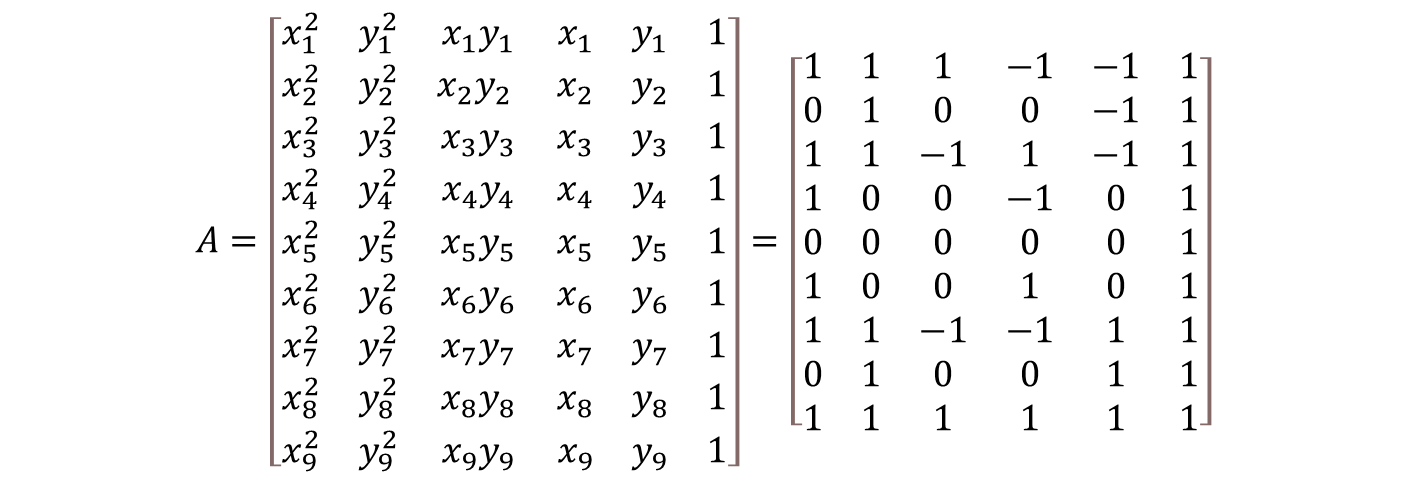 A = [x₁² y₁² x₁y₁ x₁ y₁ 1
x₂² y₂² x₂y₂ x₂ y₂ 1
x₃² y₃² x₃y₃ x₃ y₃ 1
x₄² y₄² x₄y₄ x₄ y₄ 1
x₅² y₅² x₅y₅ x₅ y₅ 1
x₆² y₆² x₆y₆ x₆ y₆ 1
x₇² y₇² x₇y₇ x₇ y₇ 1
x₈² y₈² x₈y₈ x₈ y₈ 1
x₉² y₉² x₉y₉ x₉ y₉ 1]
= [1 1 1 −1 −1 1
0 1 0 0 −1 1
1 1 −1 1 −1 1
1 0 0 −1 0 1
0 0 0 0 0 1
1 0 0 1 0 1
1 1 −1 −1 1 1
0 1 0 0 1 1
1 1 1 1 1 1]